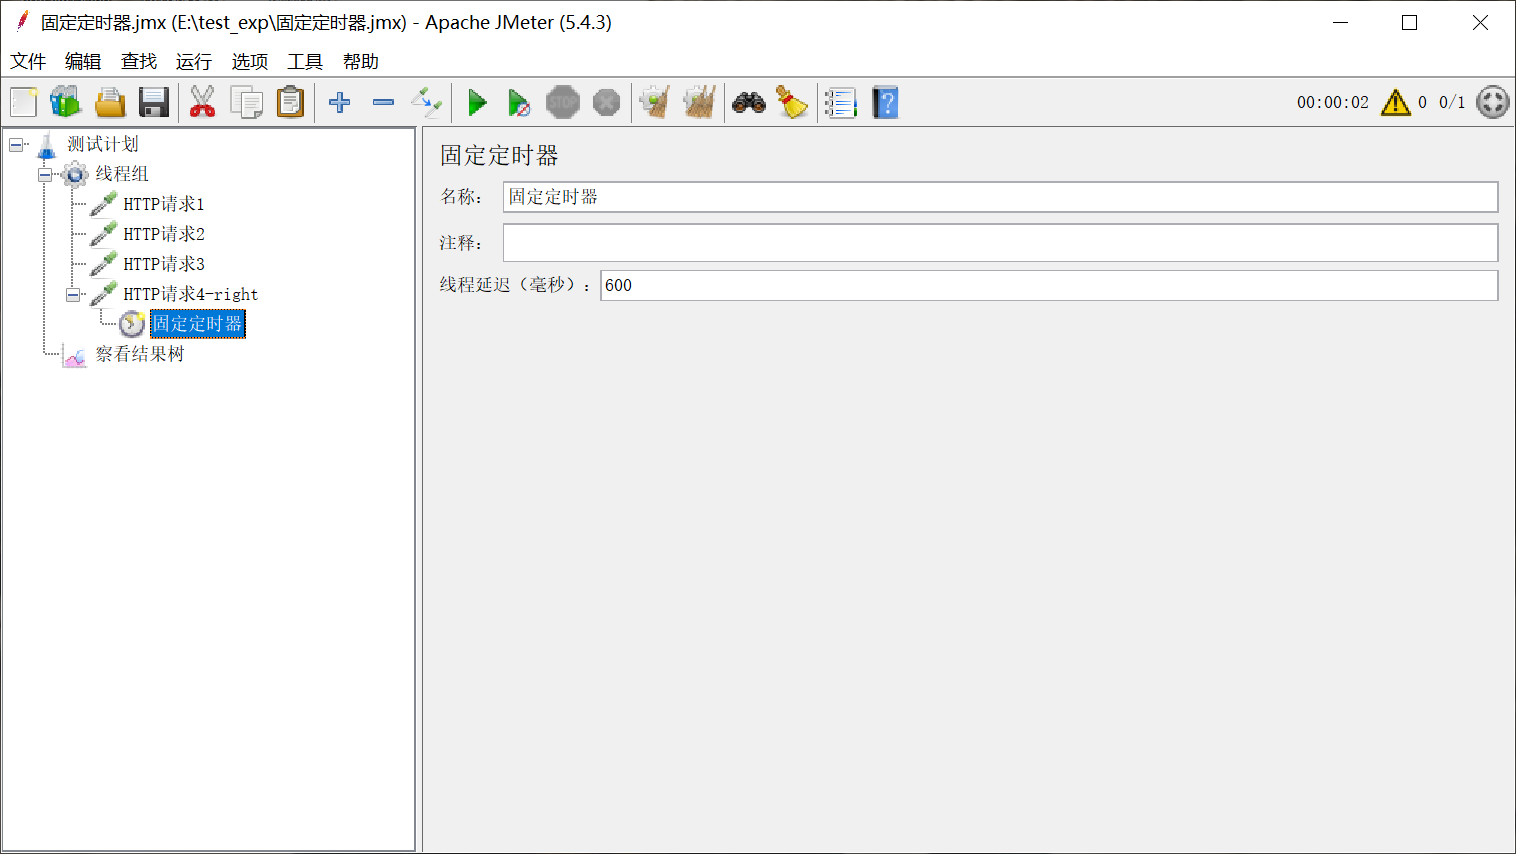 固定定时器.jmx (E:\test_exp\固定定时器.jmx) - Apache JMeter (5.4.3)
文件 编辑 查找 运行 选项 工具 帮助
STOP
00:00:02 0 0/1
测试计划
线程组
HTTP请求1
HTTP请求2
HTTP请求3
HTTP请求4-right
固定定时器
察看结果树
固定定时器
名称： 固定定时器
注释：
线程延迟（毫秒）： 600